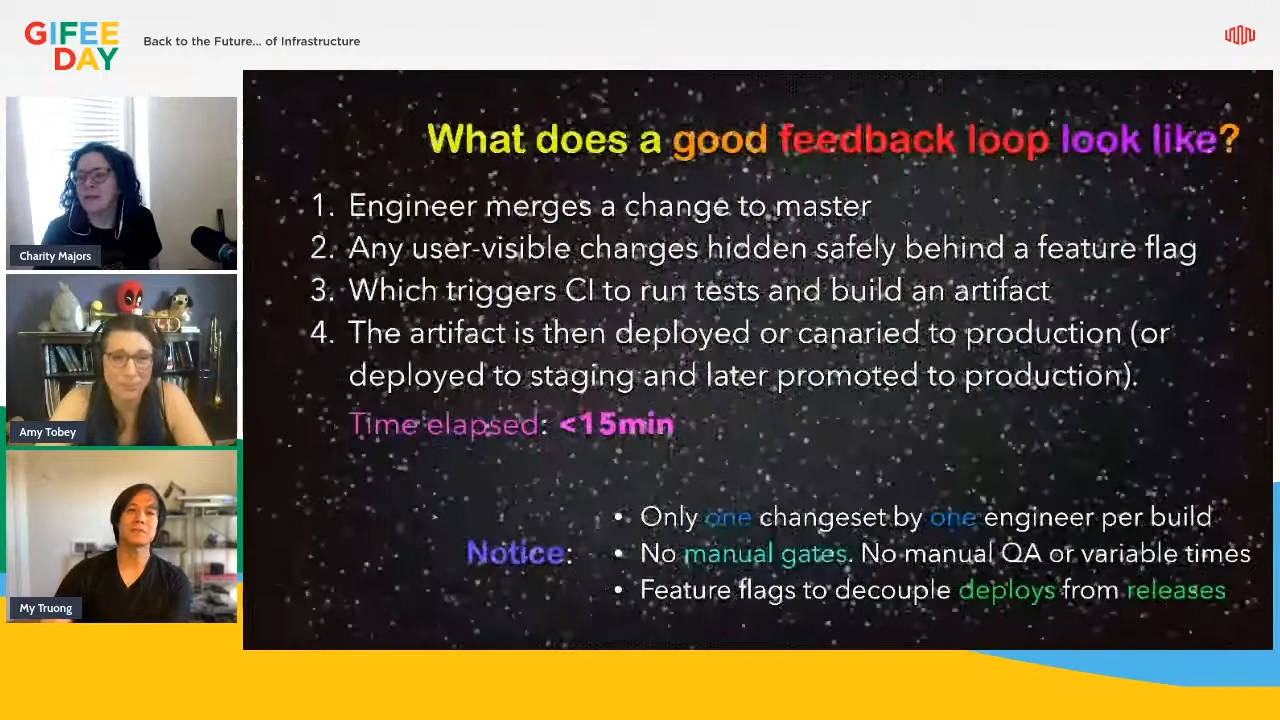 GIFEE
DAY
Back to the Future... of Infrastructure
Charity Majors
Amy Tobey
My Truong
What does a good feedback loop look like?
1. Engineer merges a change to master
2. Any user-visible changes hidden safely behind a feature flag
3. Which triggers CI to run tests and build an artifact
4. The artifact is then deployed or canaried to production (or
deployed to staging and later promoted to production).
Time elapsed: <15min
Notice:
• Only one changeset by one engineer per build
• No manual gates. No manual QA or variable times
• Feature flags to decouple deploys from releases